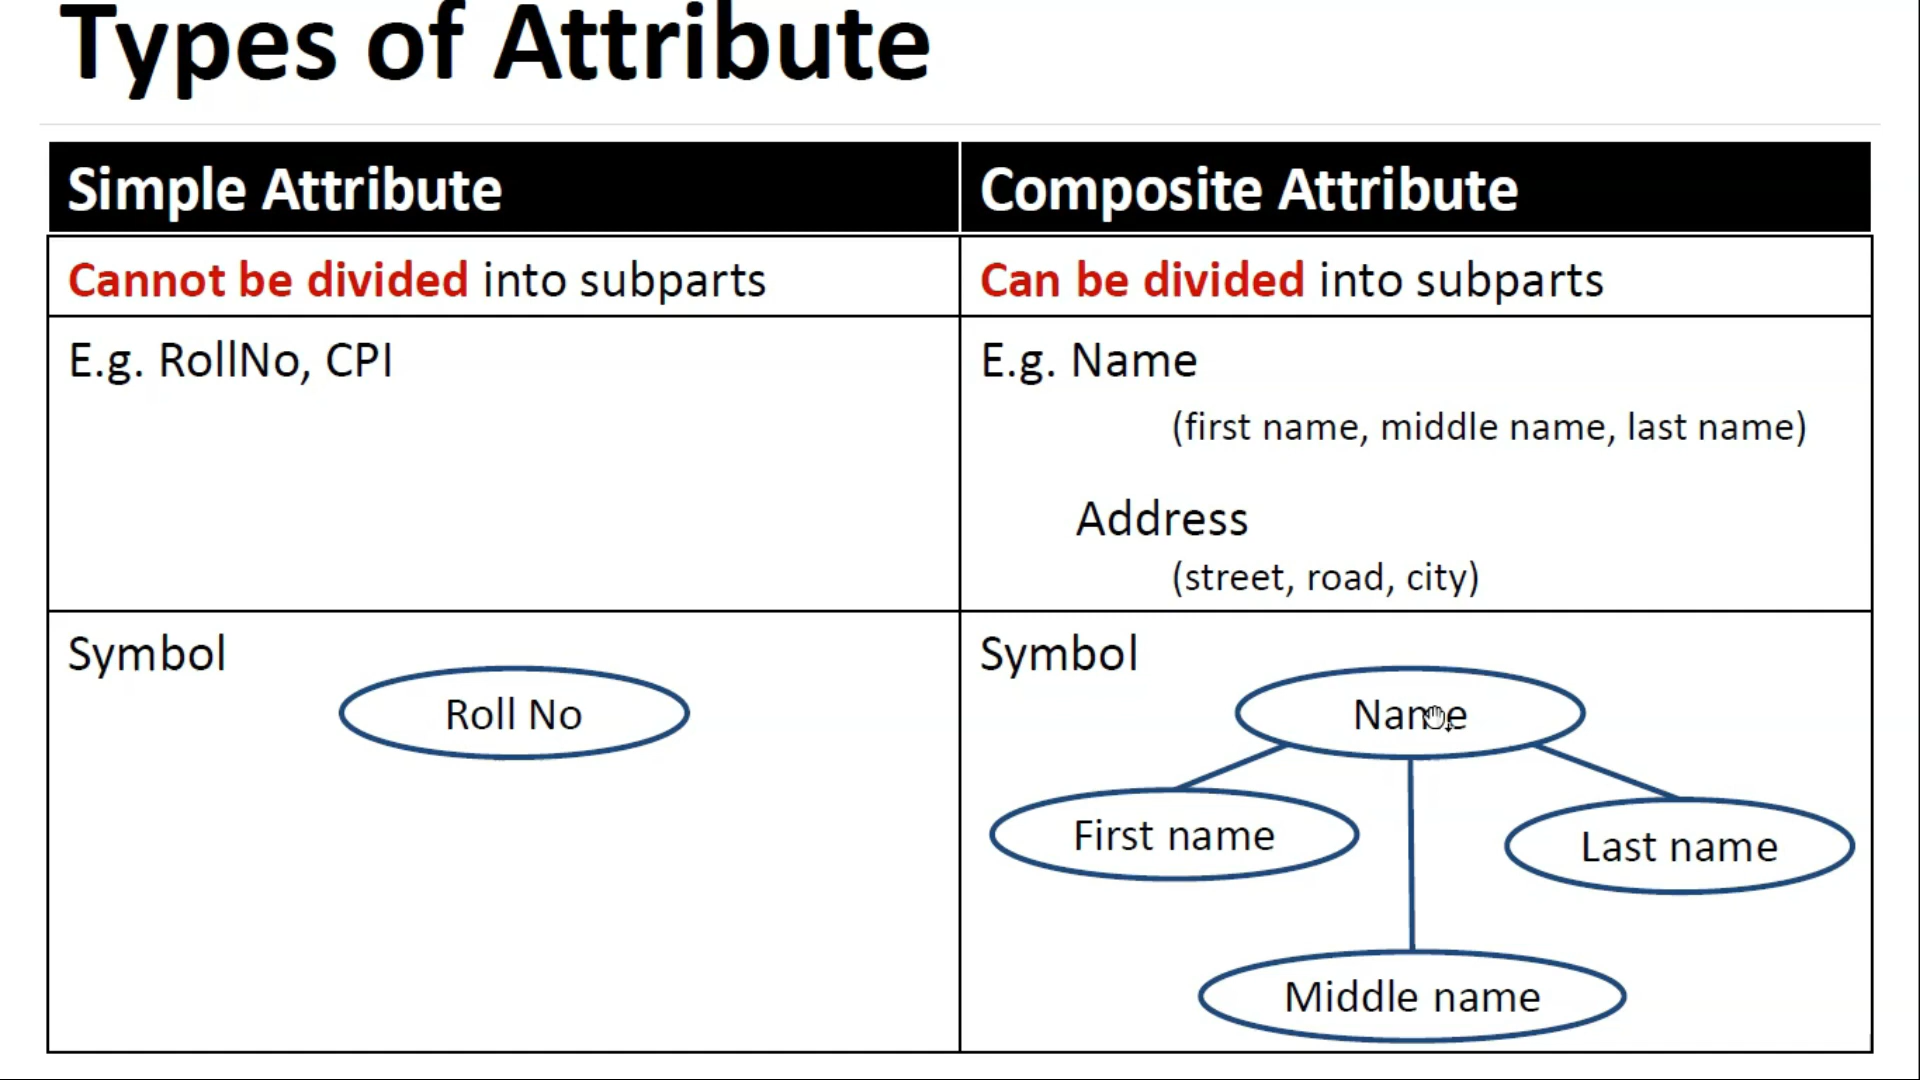 Types of Attribute
Simple Attribute
Composite Attribute
Cannot be divided into subparts
Can be divided into subparts
E.g. RollNo, CPI
E.g. Name
(first name, middle name, last name)
Address
(street, road, city)
Symbol
Roll No
Symbol
Name
First name
Last name
Middle name